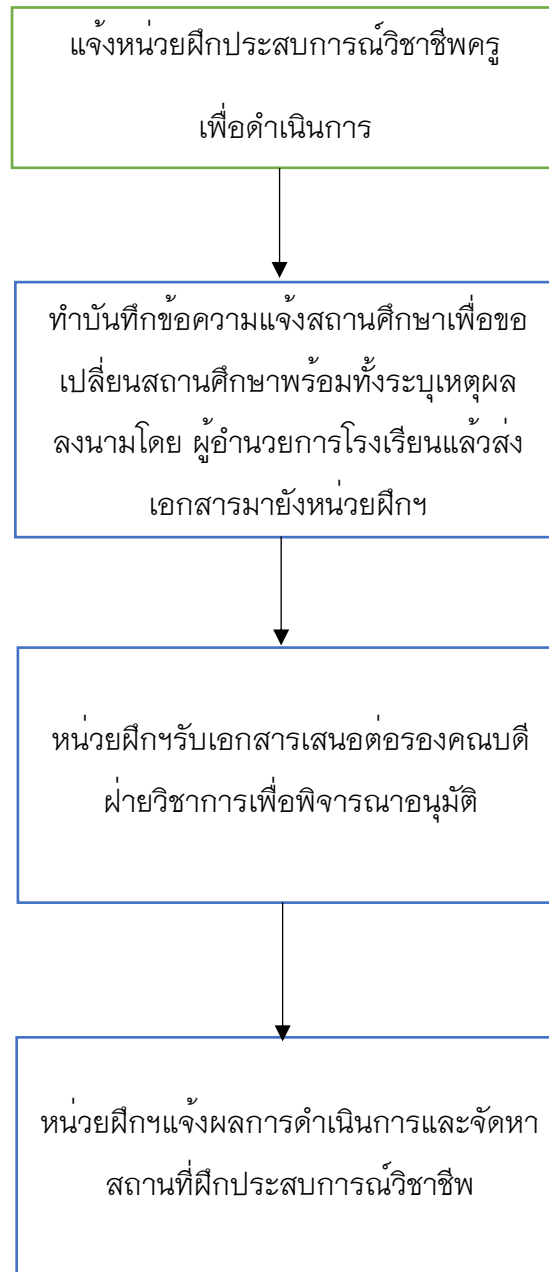 แจ้งหน่วยฝึกประสบการณ์วิชาชีพครู
เพื่อดำเนินการ
ทำบันทึกข้อความแจ้งสถานศึกษาเพื่อขอ
เปลี่ยนสถานศึกษาพร้อมทั้งระบุเหตุผล
ลงนามโดย ผู้อำนวยการโรงเรียนแล้วส่ง
เอกสารมายังหน่วยฝึกฯ
หน่วยฝึกฯรับเอกสารเสนอต่อรองคณบดี
ฝ่ายวิชาการเพื่อพิจารณาอนุมัติ
หน่วยฝึกฯแจ้งผลการดำเนินการและจัดหา
สถานที่ฝึกประสบการณ์วิชาชีพ